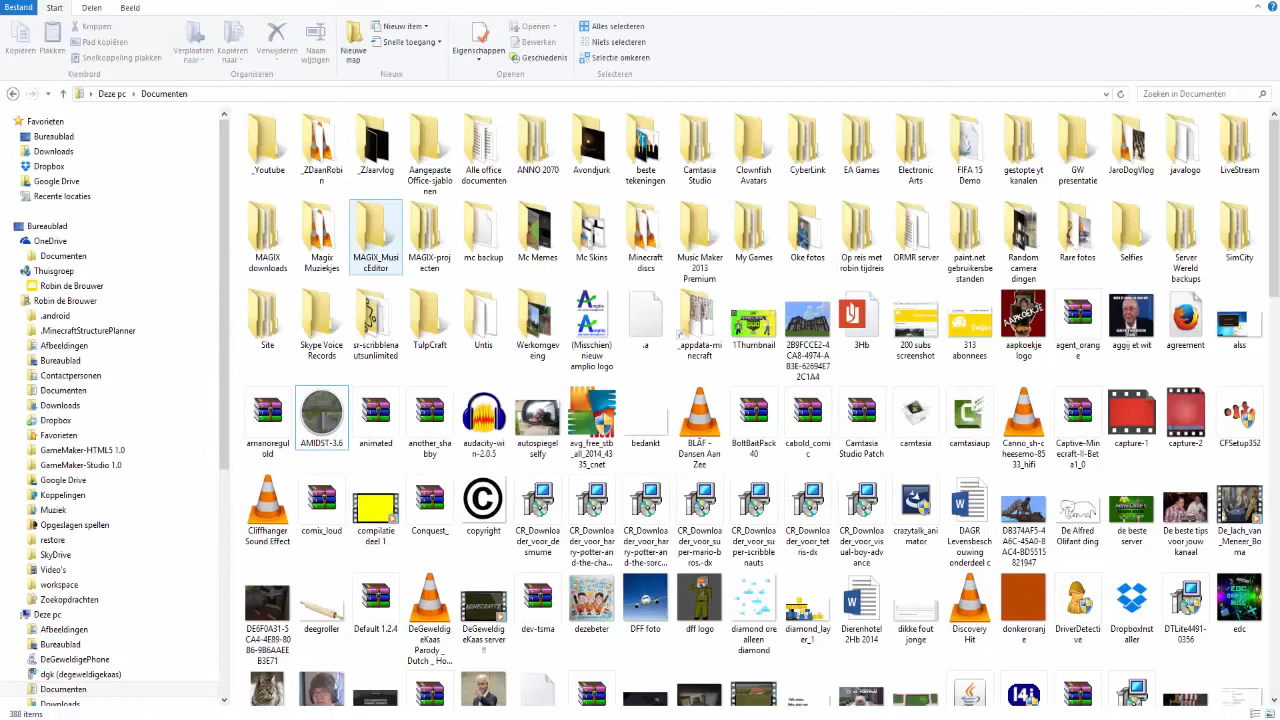 Bestand Start Delen Beeld
Kopiëren Plakken Knippen
Pad kopiëren
Snelkoppeling plakken
Verplaatsen naar Kopiëren naar Verwijderen Naam wijzigen
Nieuwe map Nieuw item
Snelle toegang
Eigenschappen Openen
Bewerken
Geschiedenis
Alles selecteren
Niets selecteren
Selectie omkeren
Klembord Organiseren Nieuw Openen Selecteren
Deze pc Documenten Zoeken in Documenten
Favorieten
Bureaublad
Downloads
Dropbox
Google Drive
Recente locaties
Bureaublad
OneDrive
Documenten
Thuisgroep
Robin de Brouwer
Robin de Brouwer
.android
.MinecraftStructurePlanner
Afbeeldingen
Bureaublad
Contactpersonen
Documenten
Downloads
Dropbox
Favorieten
GameMaker-HTML5 1.0
GameMaker-Studio 1.0
Google Drive
Koppelingen
Muziek
Opgeslagen spellen
restore
SkyDrive
Video's
workspace
Zoekopdrachten
Deze pc
Afbeeldingen
Bureaublad
DeGeweldigePhone
dgk (degeweldigekaas)
Documenten
Downloads
_Youtube
_ZDaanRobin
_ZJaarvlog
Aangepaste Office-sjablonen
Alle office documenten
ANNO 2070
Avondjurk
beste tekeningen
Camtasia Studio
Clownfish Avatars
CyberLink
EA Games
Electronic Arts
FIFA 15 Demo
gestopte yt kanalen
GW presentatie
JaroDogVlog
javalogo
LiveStream
MAGIX downloads
Magix Muziekjes
MAGIX_MusicEditor
MAGIX-projecten
mc backup
Mc Memes
Mc Skins
Minecraft discs
Music Maker 2013 Premium
My Games
Oke fotos
Op reis met robin tijdreis
ORMR server
paint.net gebruikersbestanden
Random camera dingen
Rare fotos
Selfies
Server Wereld backups
SimCity
Site
Skype Voice Records
sr-scribblenautsunlimited
TulpCraft
Untis
Werkomgeving
(Misschien) nieuw amplio logo
.a
_appdata-minecraft
1Thumbnail
2B9FCCE2-4CA8-4974-AB3E-62694E72C1A4
3Hb
200 subs screenshot
313 abonnees
aapkoekje logo
agent_orange
aggij et wit
agreement
alss
amanoregulold
AMIDST-3.6
animated
another_shabby
audacity-win-2.0.5
autospiegelselfy
avg_free_stb_all_2014_4335_cnet
bedankt
BLÅF - Dansen Aan Zee
BoltBaitPack40
cabold_comic
Camtasia Studio Patch
camtasia
camtasiaup
Canno_sh-cheesemo-8533_hifi
Captive-Minecraft-II-Beta1_0
capture-1
capture-2
CFSetup352
Cliffhanger Sound Effect
comix_loud
compilatie deel 1
Conquest_
copyright
CR_Downloader_voor_desmume
CR_Downloader_voor_harry-potter-and-the-cha...
CR_Downloader_voor_harry-potter-and-the-sorc...
CR_Downloader_voor_super-mario-bros.-dx
CR_Downloader_voor_super-scribblenauts
CR_Downloader_voor_tetris-dx
CR_Downloader_voor_visual-boy-advance
crazytalk_animator
DAGR Levensbeschouwing onderdeel c
DB374AF5-4A6C-45A0-8AC4-BD5515821947
De Alfred Olifant ding
de beste server
De beste tips voor jouw kanaal
De_lach_van_Meneer_Boma
DE6F0A31-5CA4-4E89-80B6-9B6AAEEB3E71
deegroller
Default 1.2.4
DeGeweldigeKaas Parody _ Dutch _ Ho...
DeGeweldigeKaas server !!
dev-tsma
dezebeter
DFF foto
dff logo
diamond ore alleen diamond
diamond_layer_1
Dierenhotel 2Hb 2014
dikke fout jonge
Discovery Hit
donkeroranje
DriverDetective
DropboxInstaller
DTLite4491-0356
edc
388 items